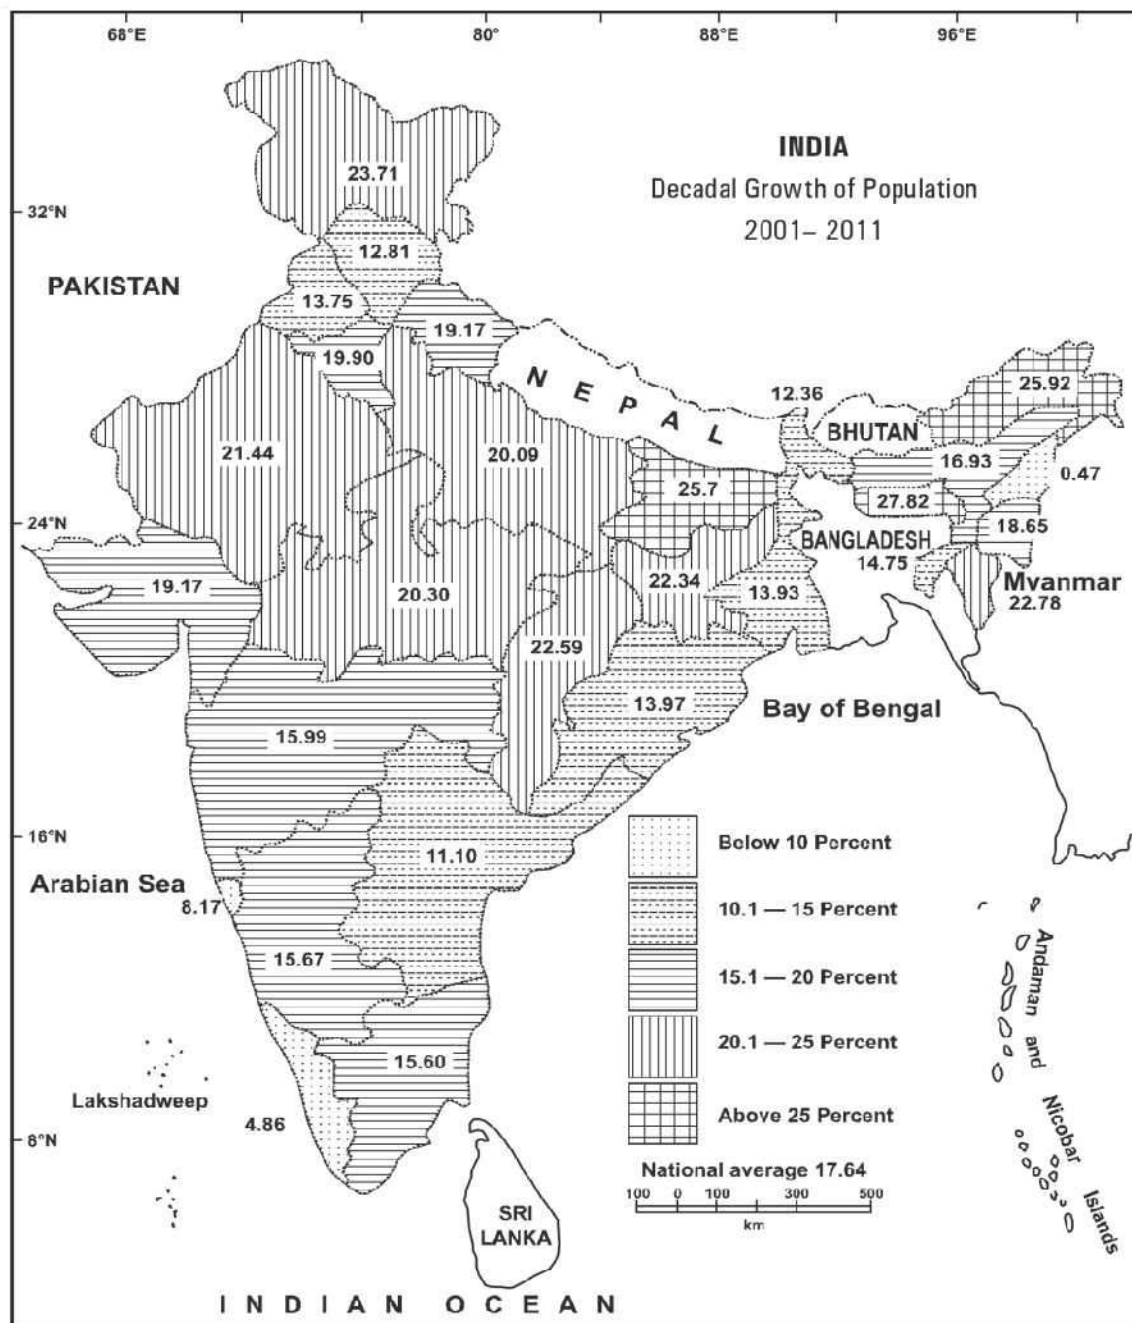 68°E 80° 88°E 96°E
INDIA
Decadal Growth of Population
2001– 2011
23.71
32°N
12.81
PAKISTAN
13.75
19.17
19.90
NEPAL
12.36
25.92
BHUTAN
21.44
20.09
16.93
0.47
25.7
27.82
24°N
18.65
BANGLADESH
14.75
Mvanmar
22.78
19.17
20.30
22.34
13.93
22.59
13.97
Bay of Bengal
15.99
16°N
11.10
Arabian Sea
8.17
15.67
15.60
Lakshadweep
4.86
8°N
Below 10 Percent
10.1 — 15 Percent
15.1 — 20 Percent
20.1 — 25 Percent
Above 25 Percent
National average 17.64
100 0 100 300 500
km
Andaman and Nicobar Islands
SRI
LANKA
INDIAN OCEAN